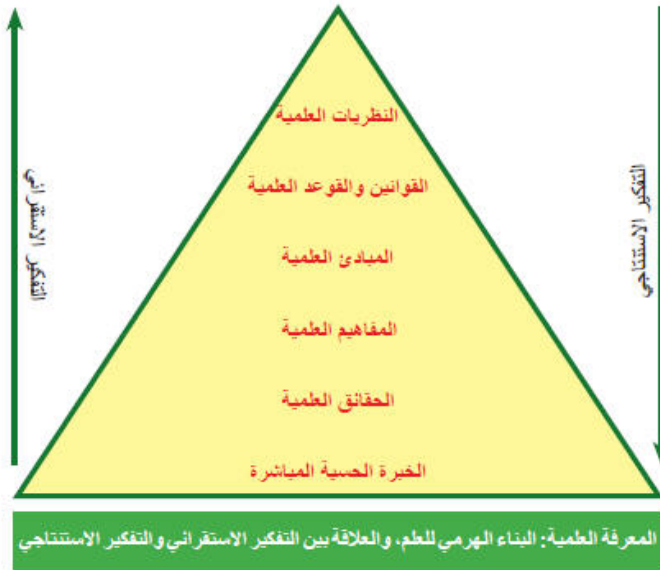 النظريات العلمية
القوانين والقوعد العلمية
المبادئ العلمية
المفاهيم العلمية
الحقائق العلمية
الخبرة الحسية المباشرة
التفكير الاستنتاجي
التفكير الاستقرائي
المعرفة العلمية: البناء الهرمي للعلم، والعلاقة بين التفكير الاستقرائي والتفكير الاستنتاجي